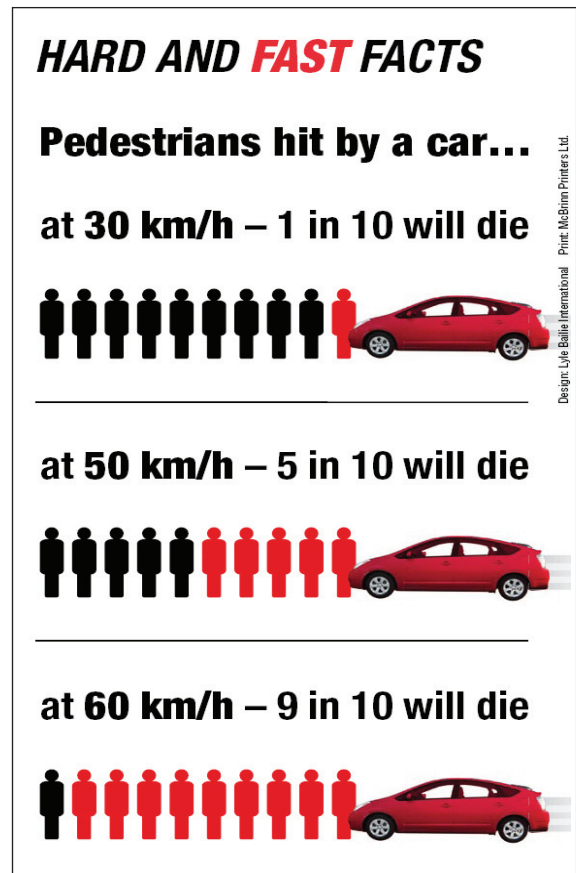 HARD AND FAST FACTS
Pedestrians hit by a car...
at 30 km/h – 1 in 10 will die
at 50 km/h – 5 in 10 will die
at 60 km/h – 9 in 10 will die
Design: Lyle Bailie International Print: McBrinn Printers Ltd.